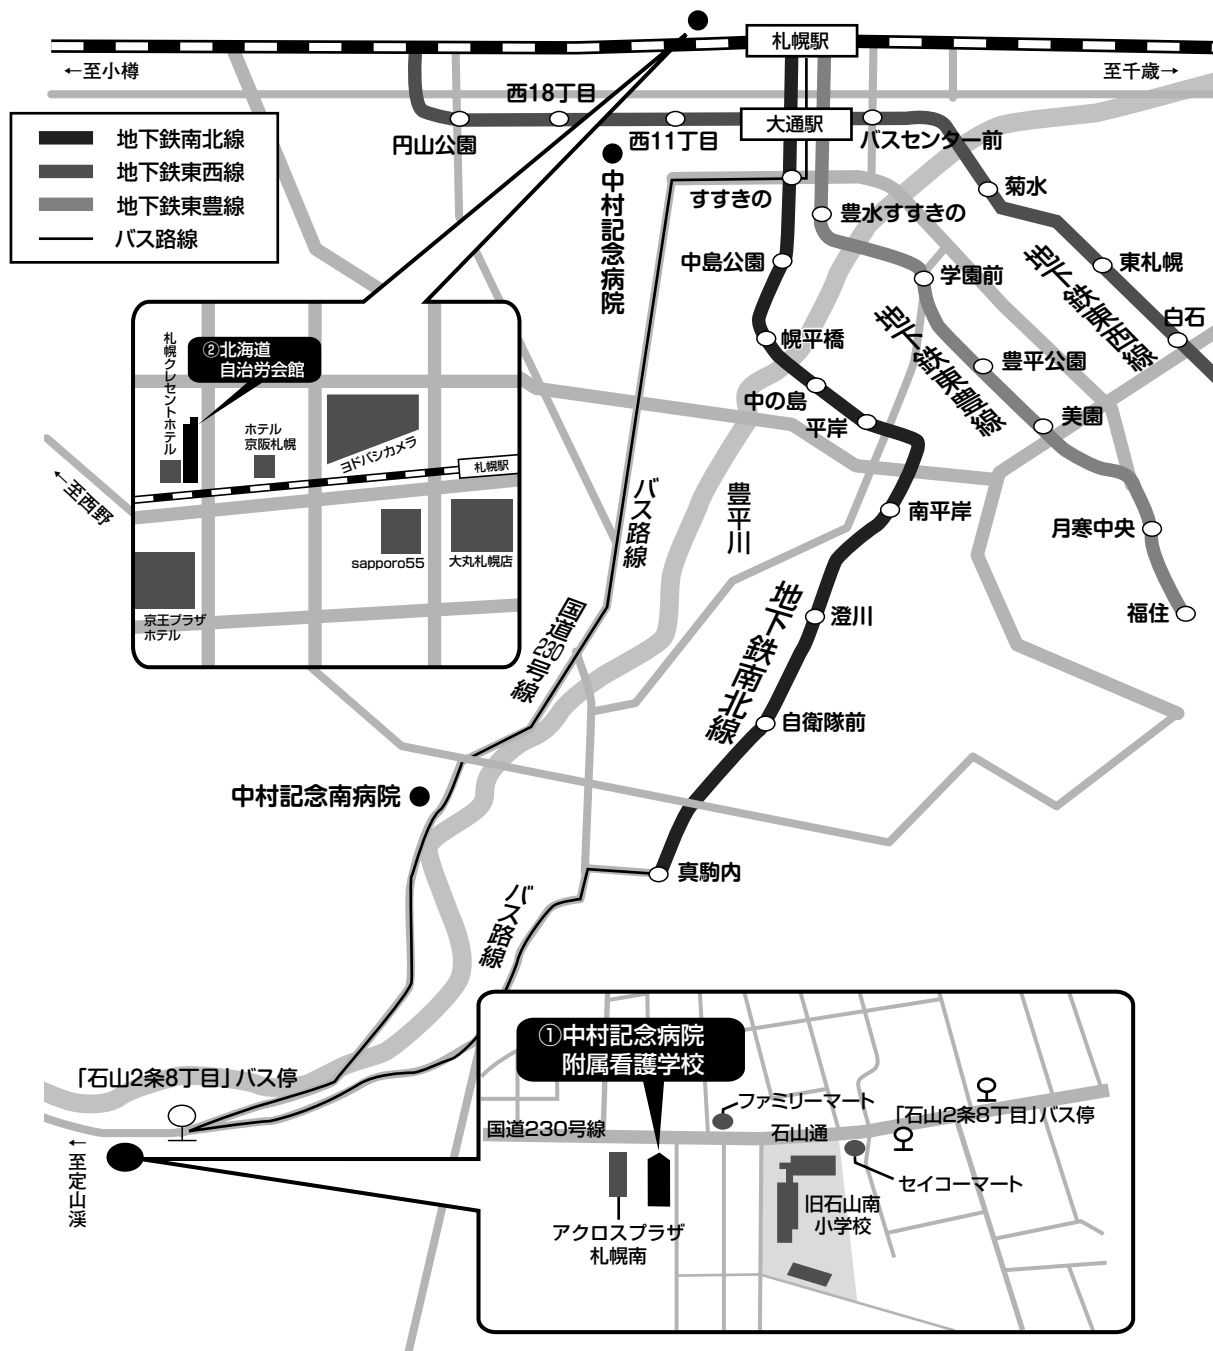 札幌駅
←至小樽
至千歳→
地下鉄南北線
地下鉄東西線
地下鉄東豊線
バス路線
西18丁目
円山公園
西11丁目
大通駅
バスセンター前
中村記念病院
すすきの
菊水
豊水すすきの
中島公園
学園前
東札幌
地下鉄東西線
白石
幌平橋
地下鉄東豊線
豊平公園
中の島
平岸
美園
②北海道
自治労会館
札幌クレセントホテル
ホテル
京阪札幌
ヨドバシカメラ
札幌駅
sapporo55
大丸札幌店
京王プラザ
ホテル
←至西野
バス路線
豊平川
南平岸
月寒中央
福住
国道230号線
地下鉄南北線
澄川
自衛隊前
中村記念南病院
真駒内
バス路線
「石山2条8丁目」バス停
←至定山渓
①中村記念病院
附属看護学校
ファミリーマート
「石山2条8丁目」バス停
国道230号線
石山通
セイコーマート
旧石山南
小学校
アクロスプラザ
札幌南